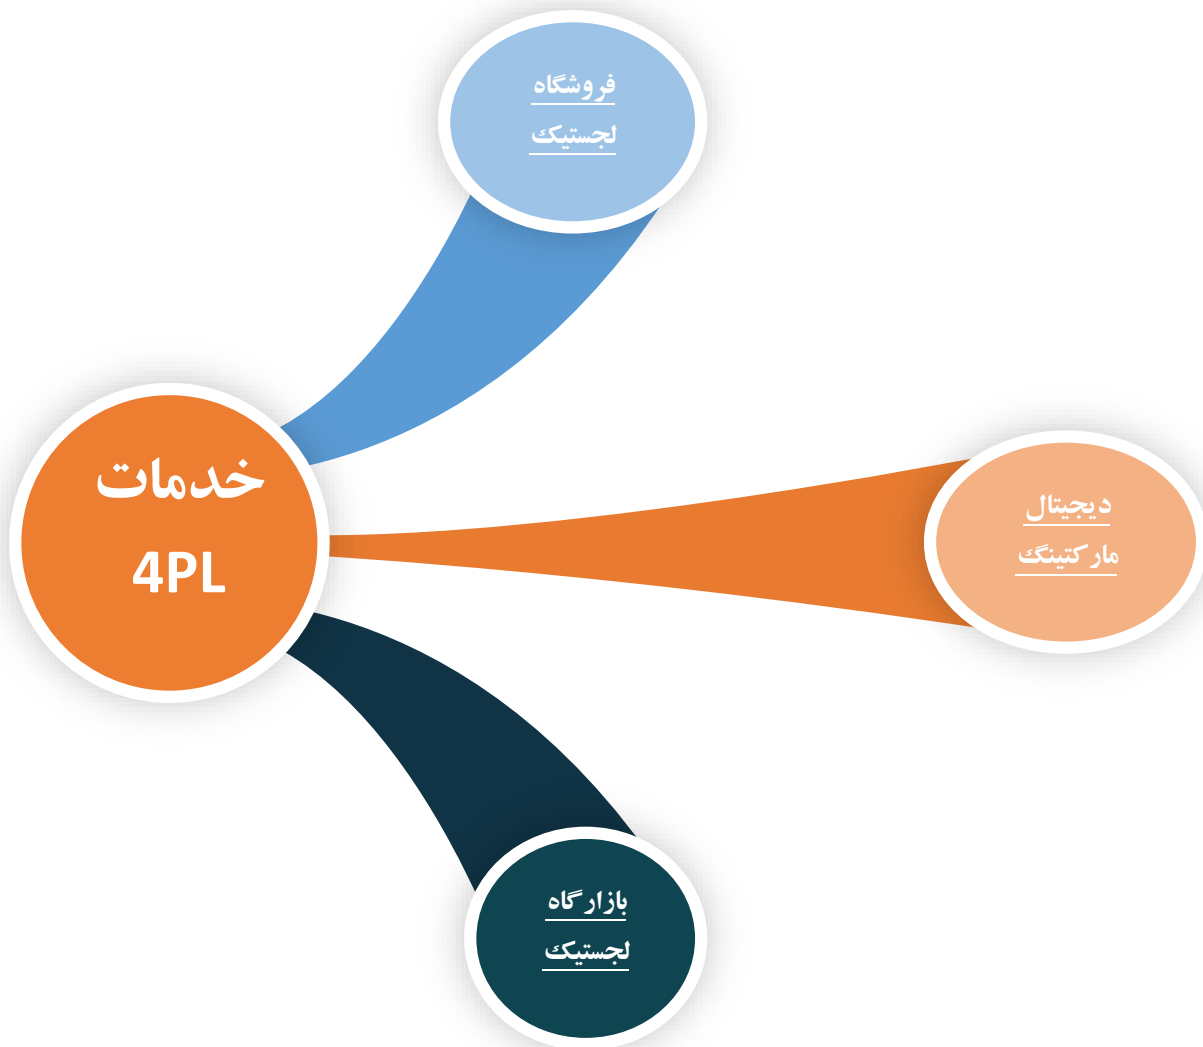 فروشگاه
لجستیک
خدمات
4PL
دیجیتال
مارکتینگ
بازارگاه
لجستیک